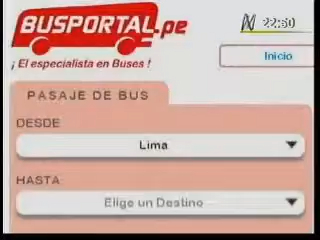 BUSPORTAL.pe
N 22:50
¡ El especialista en Buses !
Inicio
PASAJE DE BUS
DESDE
Lima
HASTA
Elige un Destino